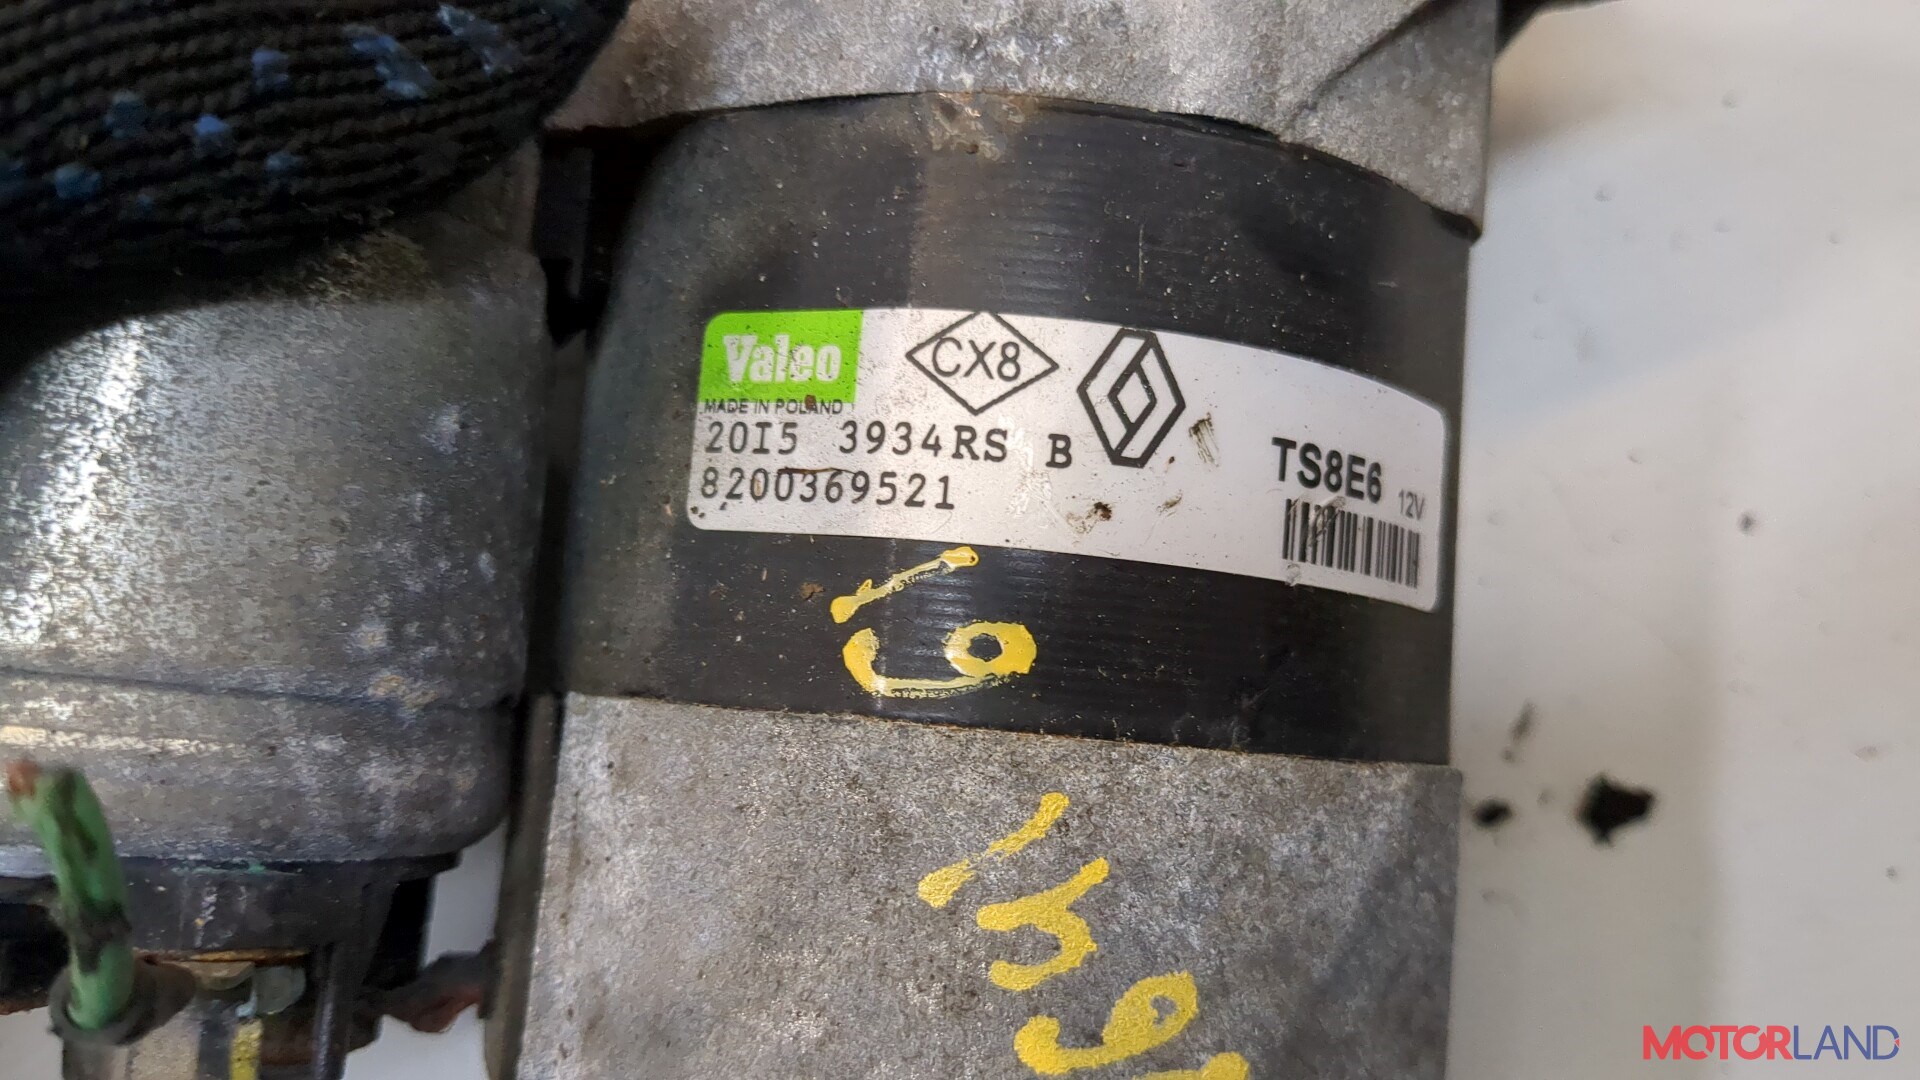 Valeo
CX8
MADE IN POLAND
20I5 3934RS B
8200369521
TS8E6 12V
MOTORLAND